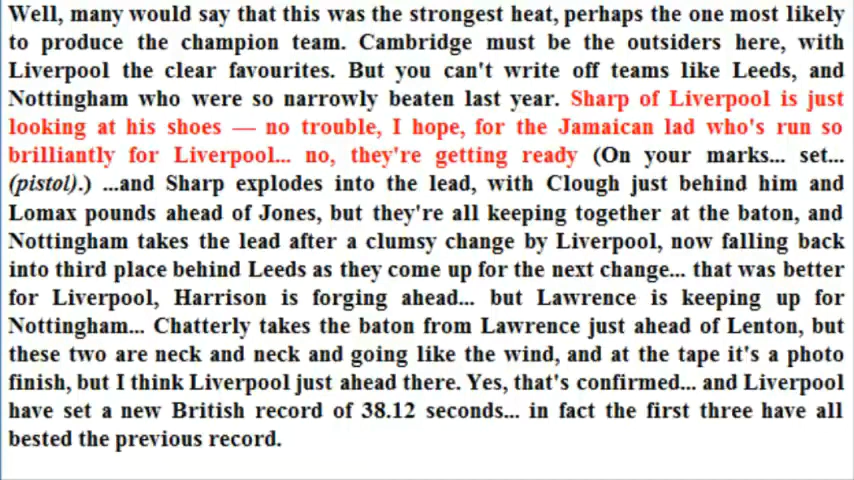 Well, many would say that this was the strongest heat, perhaps the one most likely
to produce the champion team. Cambridge must be the outsiders here, with
Liverpool the clear favourites. But you can't write off teams like Leeds, and
Nottingham who were so narrowly beaten last year. Sharp of Liverpool is just
looking at his shoes — no trouble, I hope, for the Jamaican lad who's run so
brilliantly for Liverpool... no, they're getting ready (On your marks... set...
(pistol).) ...and Sharp explodes into the lead, with Clough just behind him and
Lomax pounds ahead of Jones, but they're all keeping together at the baton, and
Nottingham takes the lead after a clumsy change by Liverpool, now falling back
into third place behind Leeds as they come up for the next change... that was better
for Liverpool, Harrison is forging ahead... but Lawrence is keeping up for
Nottingham... Chatterly takes the baton from Lawrence just ahead of Lenton, but
these two are neck and neck and going like the wind, and at the tape it's a photo
finish, but I think Liverpool just ahead there. Yes, that's confirmed... and Liverpool
have set a new British record of 38.12 seconds... in fact the first three have all
bested the previous record.